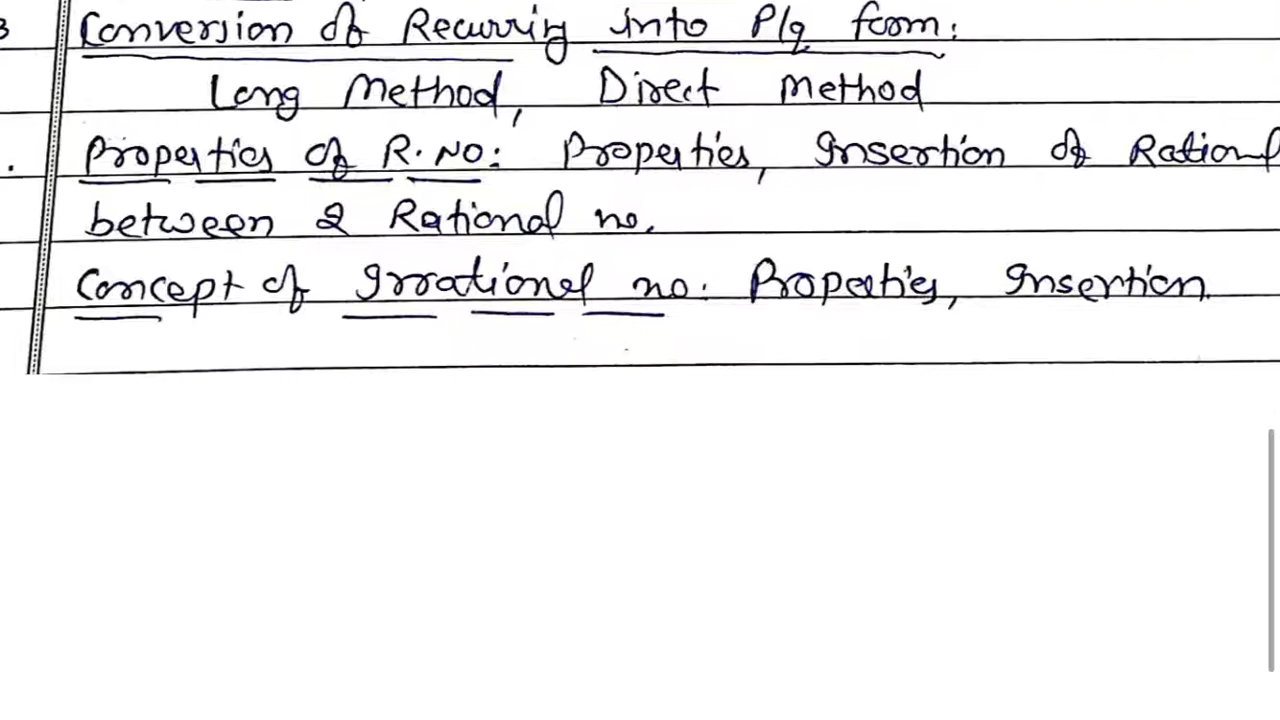 3 Conversion of Recurring into P/q form:
Long Method, Direct Method
. Properties of R.NO: Properties, Insertion of Rational
between 2 Rational no.
Concept of Irrational no. Properties, Insertion.